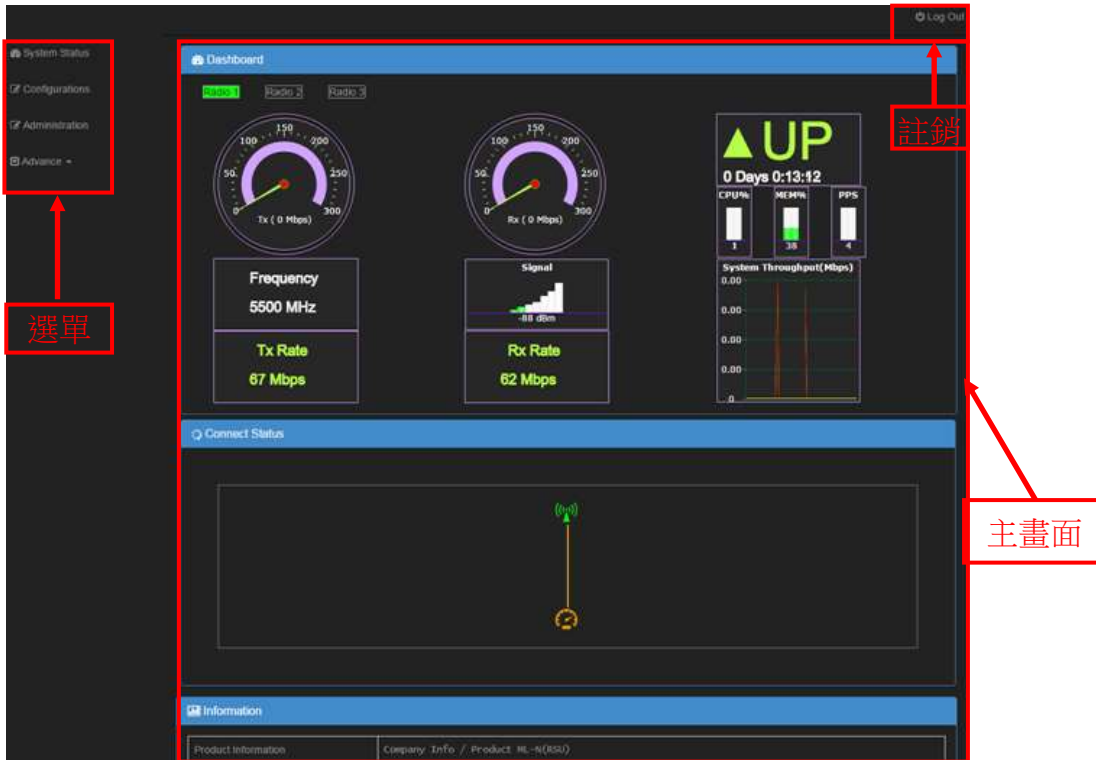 Log Out
System Status
Configurations
Administration
Advance
選單
註銷
主畫面
Dashboard
Radio 1 Radio 2 Radio 3
0 50 100 150 200 250 300
Tx ( 0 Mbps)
0 50 100 150 200 250 300
Rx ( 0 Mbps)
UP
0 Days 0:13:12
CPU% MEM% PPS
1 38 4
Frequency
5500 MHz
Signal
-88 dBm
System Throughput(Mbps)
0.00
0.00
0.00
0.00
0
Tx Rate
67 Mbps
Rx Rate
62 Mbps
Connect Status
Information
Product Information Company Info / Product ML-N(RSU)